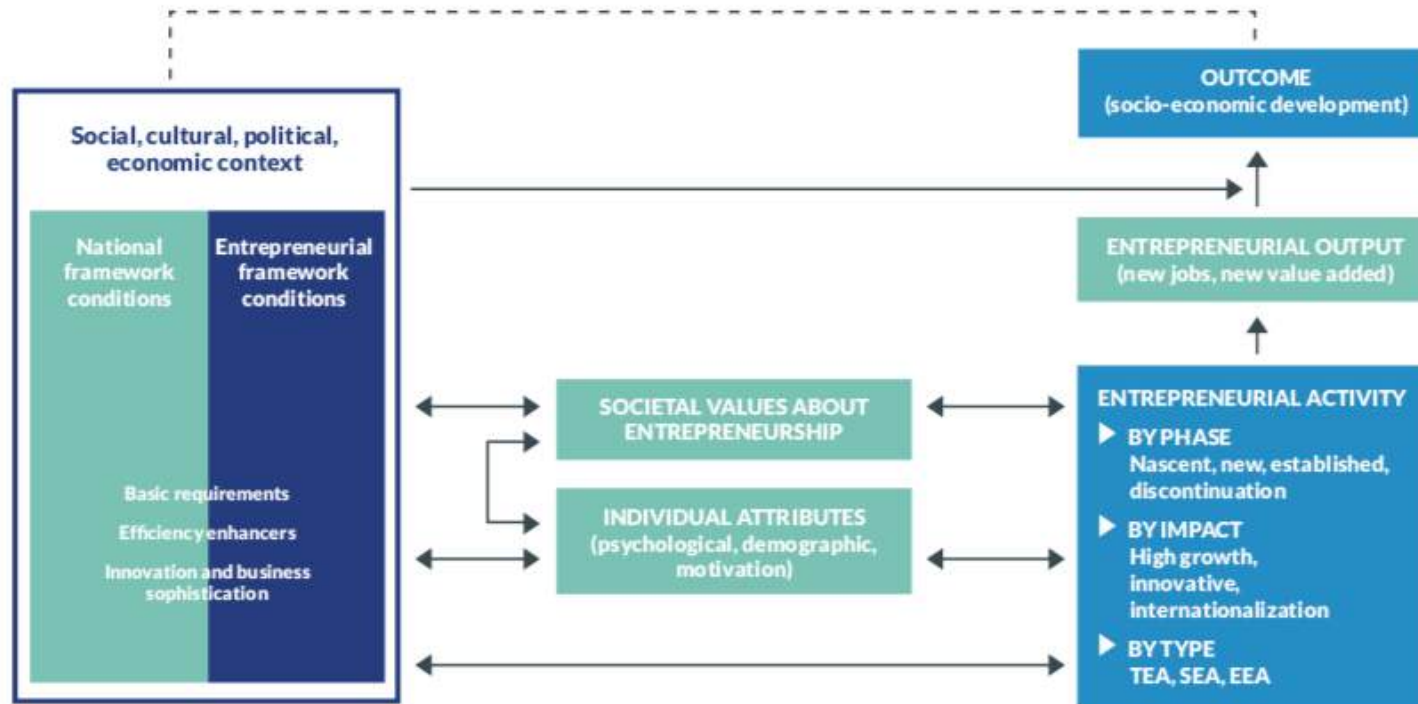 OUTCOME
(socio-economic development)
Social, cultural, political,
economic context
National
framework
conditions
Entrepreneurial
framework
conditions
Basic requirements
Efficiency enhancers
Innovation and business
sophistication
SOCIETAL VALUES ABOUT
ENTREPRENEURSHIP
INDIVIDUAL ATTRIBUTES
(psychological, demographic,
motivation)
ENTREPRENEURIAL OUTPUT
(new jobs, new value added)
ENTREPRENEURIAL ACTIVITY
BY PHASE
Nascent, new, established,
discontinuation
BY IMPACT
High growth,
innovative,
internationalization
BY TYPE
TEA, SEA, EEA